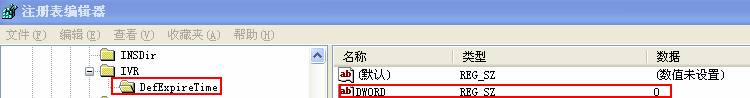 注册表编辑器
文件(F) 编辑(E) 查看(V) 收藏夹(A) 帮助(H)
INSDir
IVR
DefExpireTime
名称 类型 数据
ab (默认) REG_SZ (数值未设置)
ab DWORD REG_SZ 0